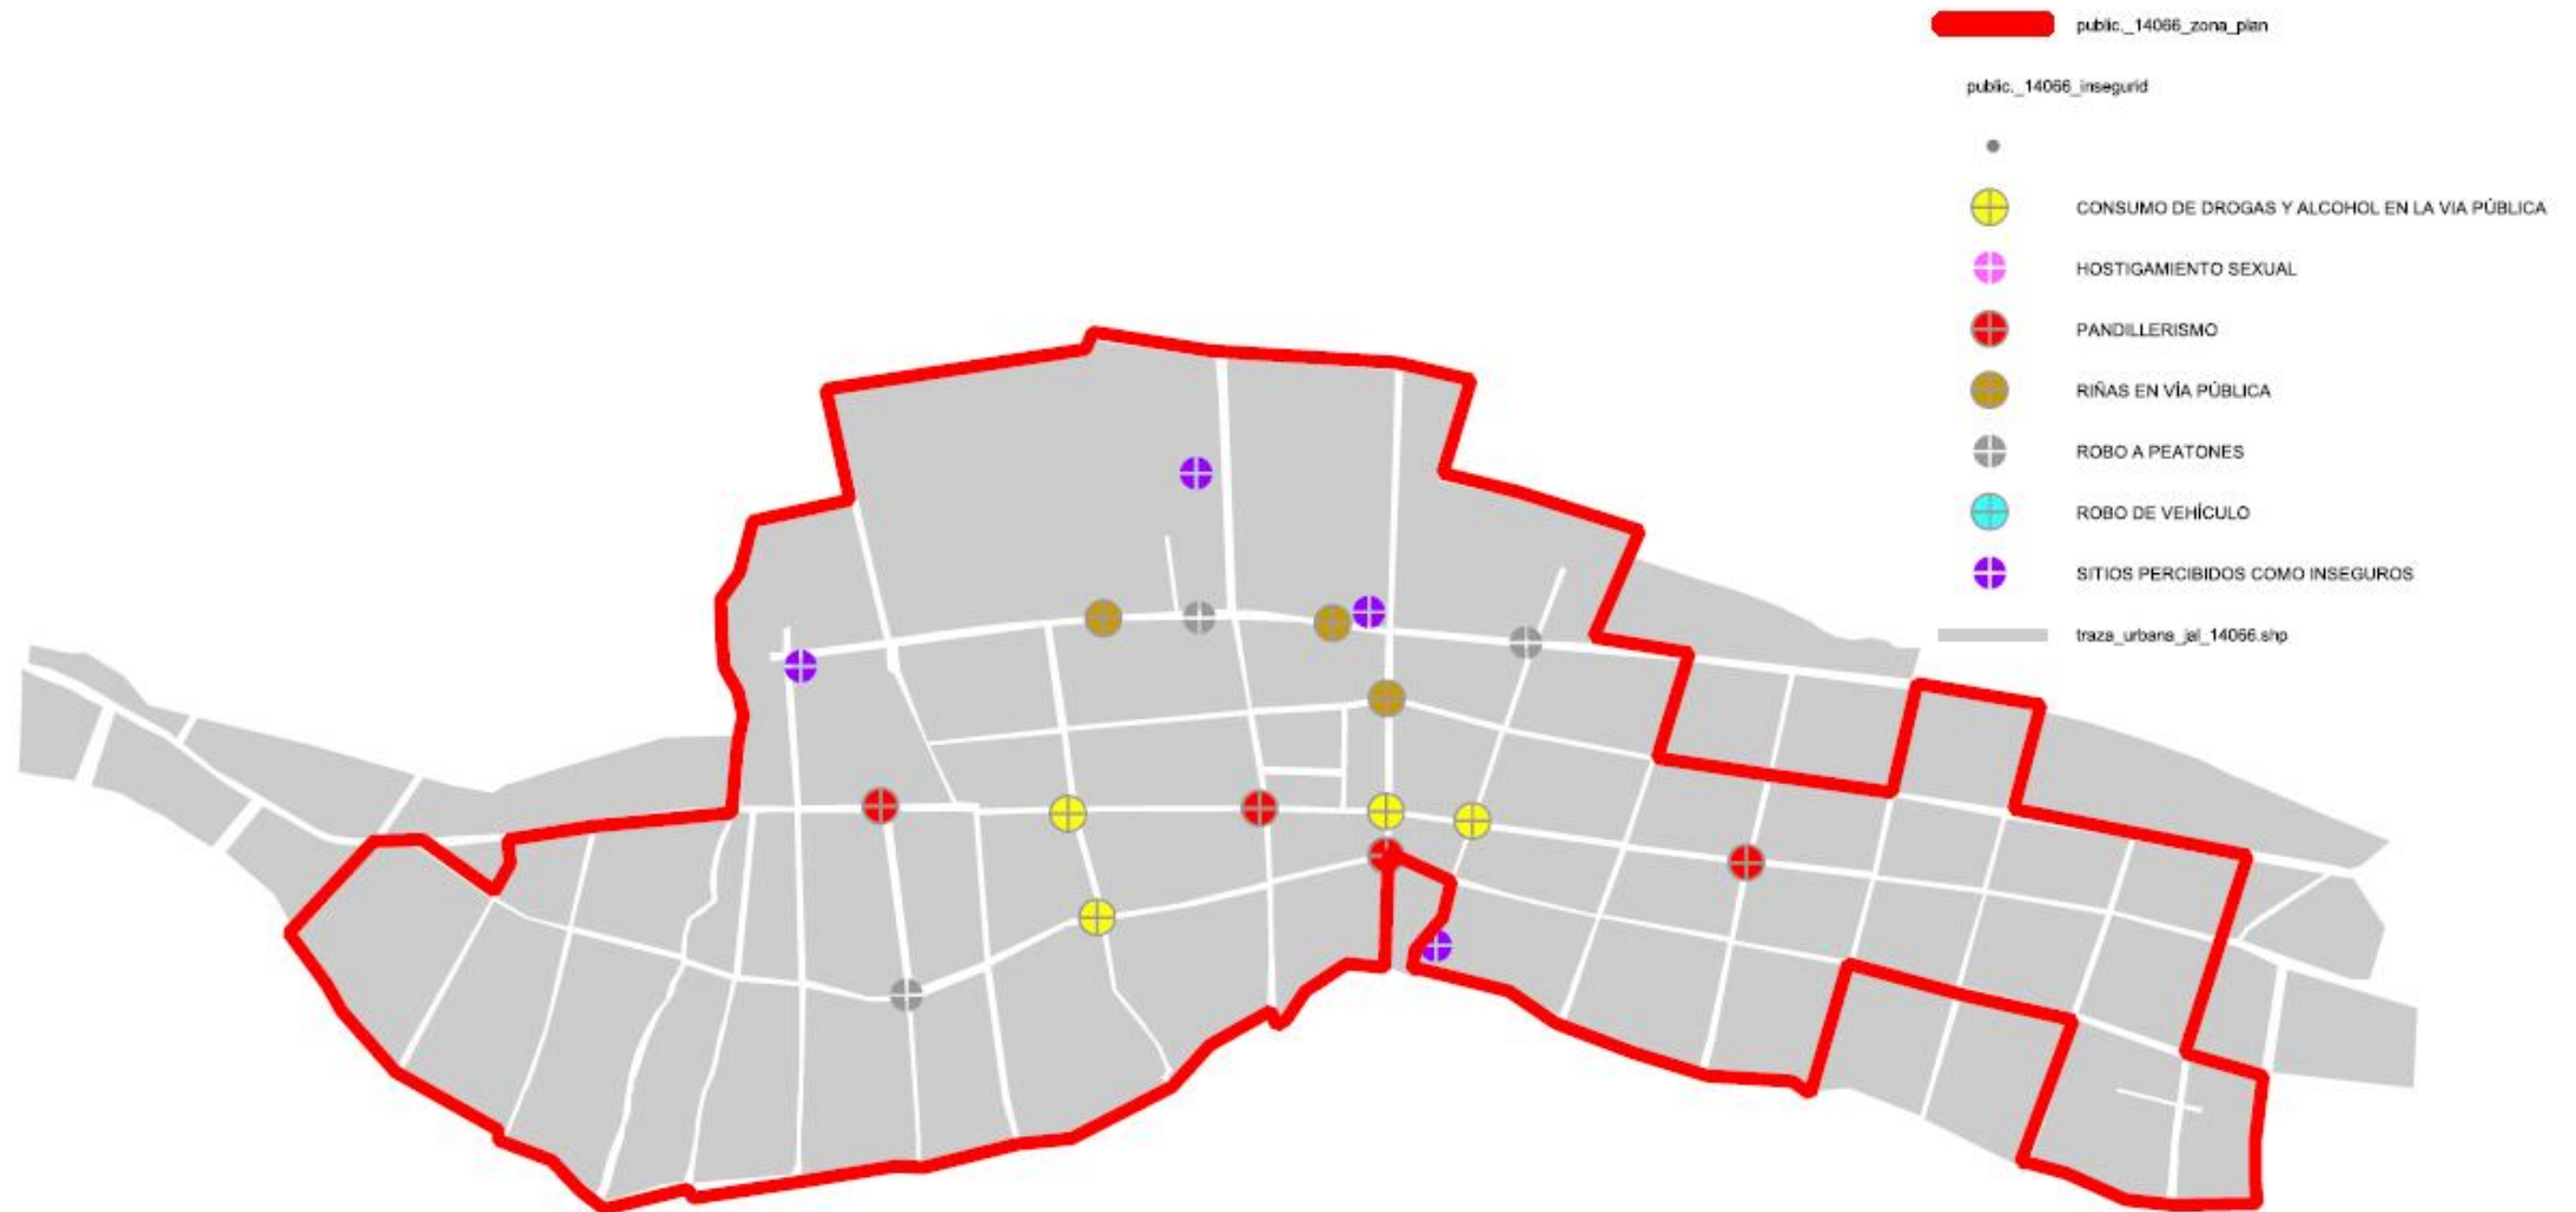 public._14066_zona_plan
public._14066_insegurid
CONSUMO DE DROGAS Y ALCOHOL EN LA VIA PÚBLICA
HOSTIGAMIENTO SEXUAL
PANDILLERISMO
RIÑAS EN VÍA PÚBLICA
ROBO A PEATONES
ROBO DE VEHÍCULO
SITIOS PERCIBIDOS COMO INSEGUROS
traza_urbana_jal_14066.shp